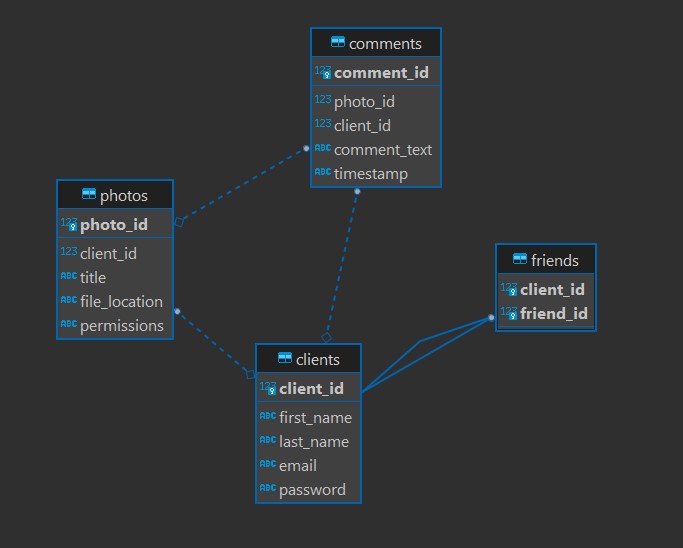 comments
123 comment_id
123 photo_id
123 client_id
ABC comment_text
ABC timestamp
photos
123 photo_id
123 client_id
ABC title
ABC file_location
ABC permissions
friends
123 client_id
123 friend_id
clients
123 client_id
ABC first_name
ABC last_name
ABC email
ABC password